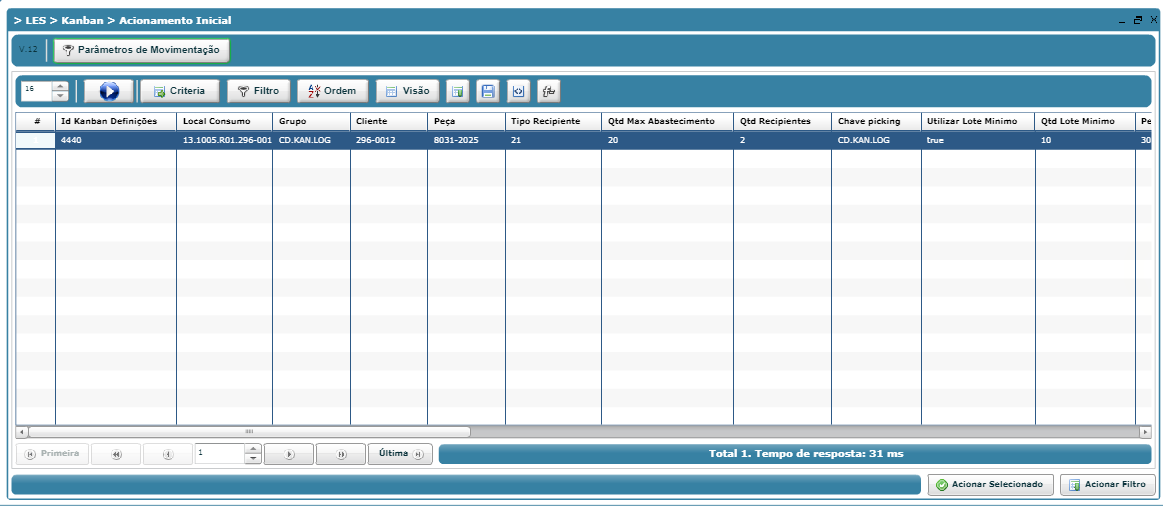 > LES > Kanban > Acionamento Inicial
V.12 Parâmetros de Movimentação
16 Criteria Filtro Ordem Visão
# Id Kanban Definições Local Consumo Grupo Cliente Peça Tipo Recipiente Qtd Max Abastecimento Qtd Recipientes Chave picking Utilizar Lote Minimo Qtd Lote Minimo Pe
4440 13.1005.R01.296-001 CD.KAN.LOG 296-0012 8031-2025 21 20 2 CD.KAN.LOG true 10 30
Primeira 1 Última Total 1. Tempo de resposta: 31 ms
Acionar Selecionado Acionar Filtro